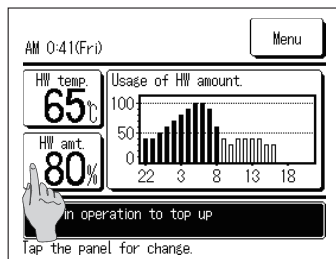 AM 0:41(Fri)
Menu
HW temp.
65℃
Usage of HW amount.
100
50
0
22 3 8 13 18
HW amt.
80%
in operation to top up
Tap the panel for change.